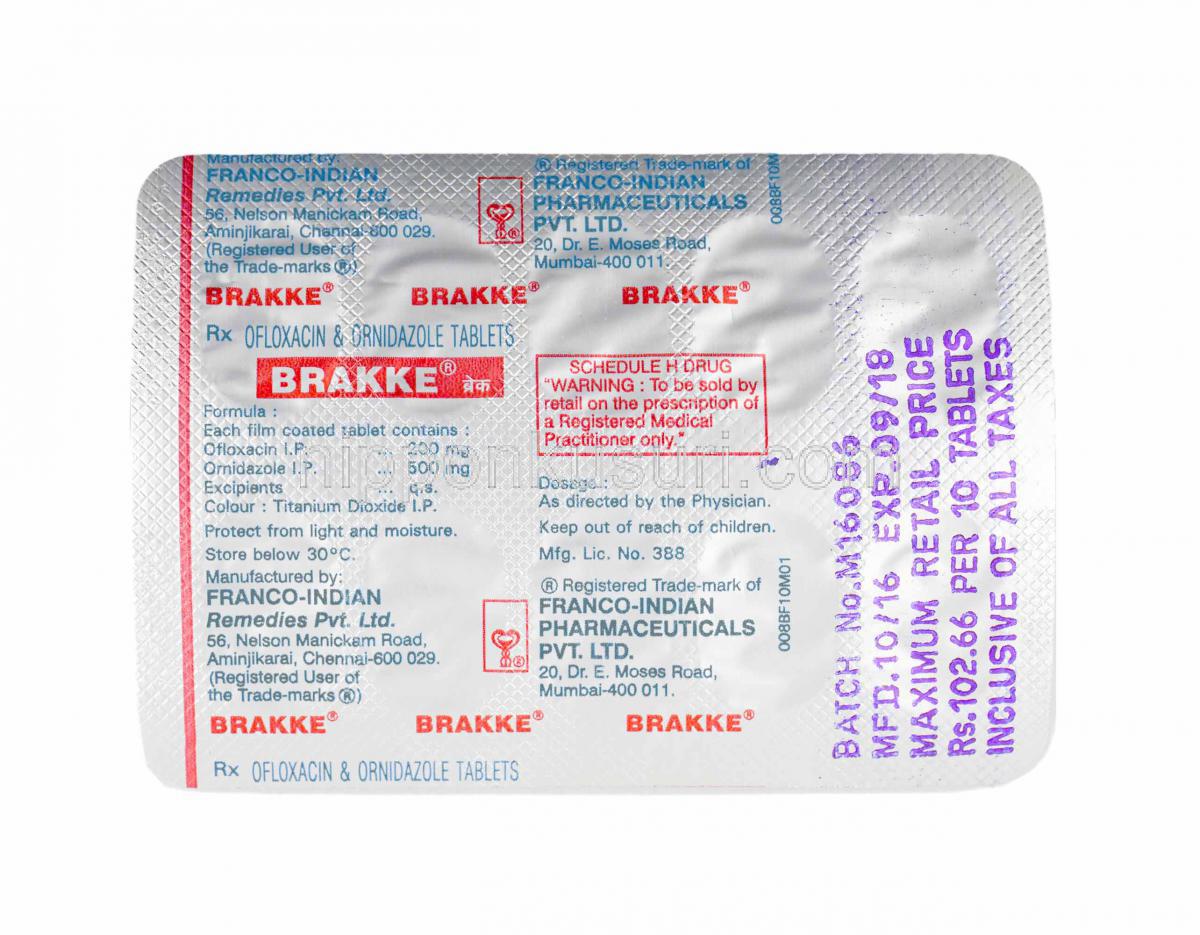 Manufactured by:
FRANCO-INDIAN
Remedies Pvt. Ltd.
56, Nelson Manickam Road,
Aminjikarai, Chennai-600 029.
(Registered User of
the Trade-marks ®)
® Registered Trade-mark of
FRANCO-INDIAN
PHARMACEUTICALS
PVT. LTD.
20, Dr. E. Moses Road,
Mumbai-400 011.
008BF10M
®
BRAKKE® BRAKKE® BRAKKE®
Rx OFLOXACIN & ORNIDAZOLE TABLETS
BRAKKE® ब्रेक
Formula :
Each film coated tablet contains :
Ofloxacin I.P. ... 200 mg
Ornidazole I.P. ... 500 mg
Excipients ... q.s.
Colour : Titanium Dioxide I.P.
Protect from light and moisture.
Store below 30°C.
SCHEDULE H DRUG
"WARNING : To be sold by
retail on the prescription of
a Registered Medical
Practitioner only."
Dosage :
As directed by the Physician.
Keep out of reach of children.
Mfg. Lic. No. 388
Manufactured by:
FRANCO-INDIAN
Remedies Pvt. Ltd.
56, Nelson Manickam Road,
Aminjikarai, Chennai-600 029.
(Registered User of
the Trade-marks ®)
® Registered Trade-mark of
FRANCO-INDIAN
PHARMACEUTICALS
PVT. LTD.
20, Dr. E. Moses Road,
Mumbai-400 011.
008BF10M01
®
BRAKKE® BRAKKE® BRAKKE®
Rx OFLOXACIN & ORNIDAZOLE TABLETS
BATCH No.M16086
MFD.10/16 EXP.09/18
MAXIMUM RETAIL PRICE
Rs.102.66 PER 10 TABLETS
INCLUSIVE OF ALL TAXES
nipponkusuri.com